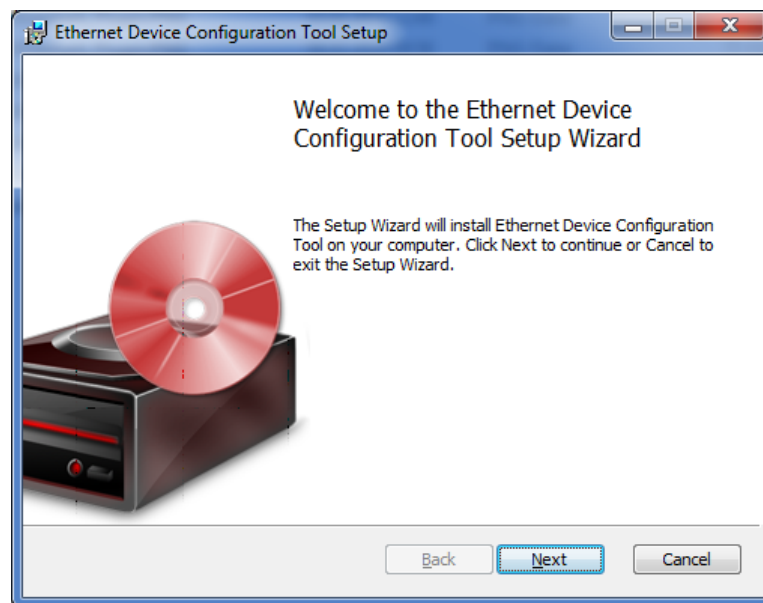 Ethernet Device Configuration Tool Setup
Welcome to the Ethernet Device
Configuration Tool Setup Wizard
The Setup Wizard will install Ethernet Device Configuration
Tool on your computer. Click Next to continue or Cancel to
exit the Setup Wizard.
Back Next Cancel